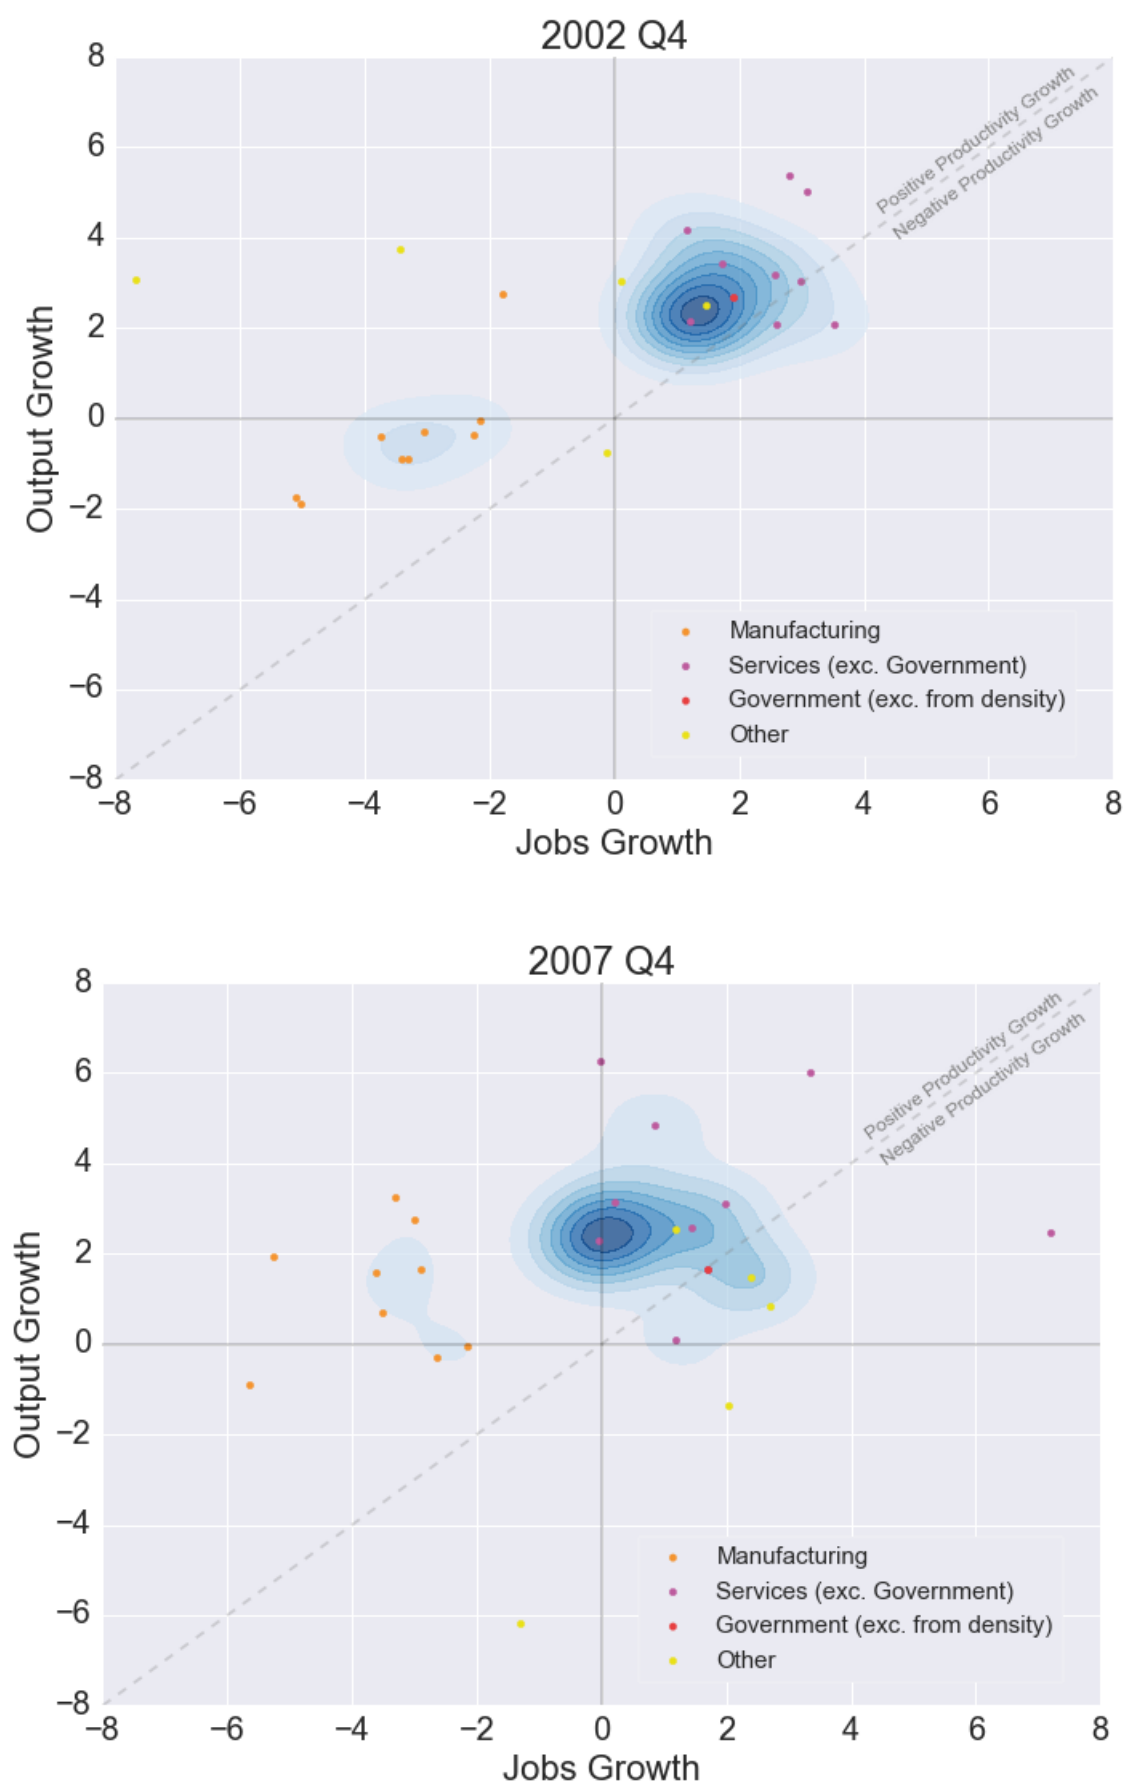 2002 Q4
8
6
4
2
0
−2
−4
−6
−8
Output Growth
Positive Productivity Growth
Negative Productivity Growth
Manufacturing
Services (exc. Government)
Government (exc. from density)
Other
−8 −6 −4 −2 0 2 4 6 8
Jobs Growth
2007 Q4
8
6
4
2
0
−2
−4
−6
−8
Output Growth
Positive Productivity Growth
Negative Productivity Growth
Manufacturing
Services (exc. Government)
Government (exc. from density)
Other
−8 −6 −4 −2 0 2 4 6 8
Jobs Growth